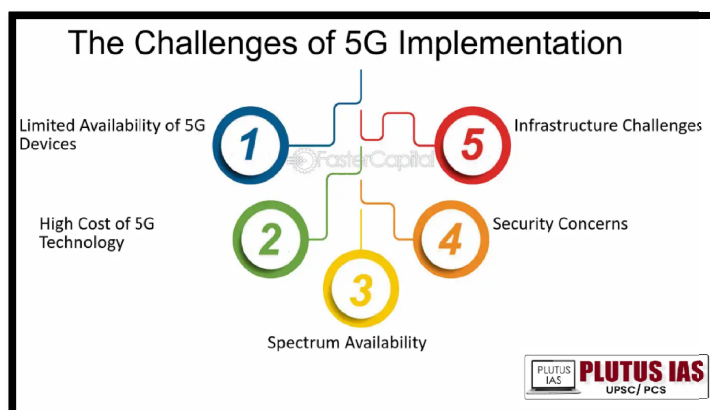 The Challenges of 5G Implementation
1
Limited Availability of 5G
Devices
2
High Cost of 5G
Technology
3
Spectrum Availability
4
Security Concerns
5
Infrastructure Challenges
FasterCapital
PLUTUS
IAS
PLUTUS IAS
UPSC/ PCS